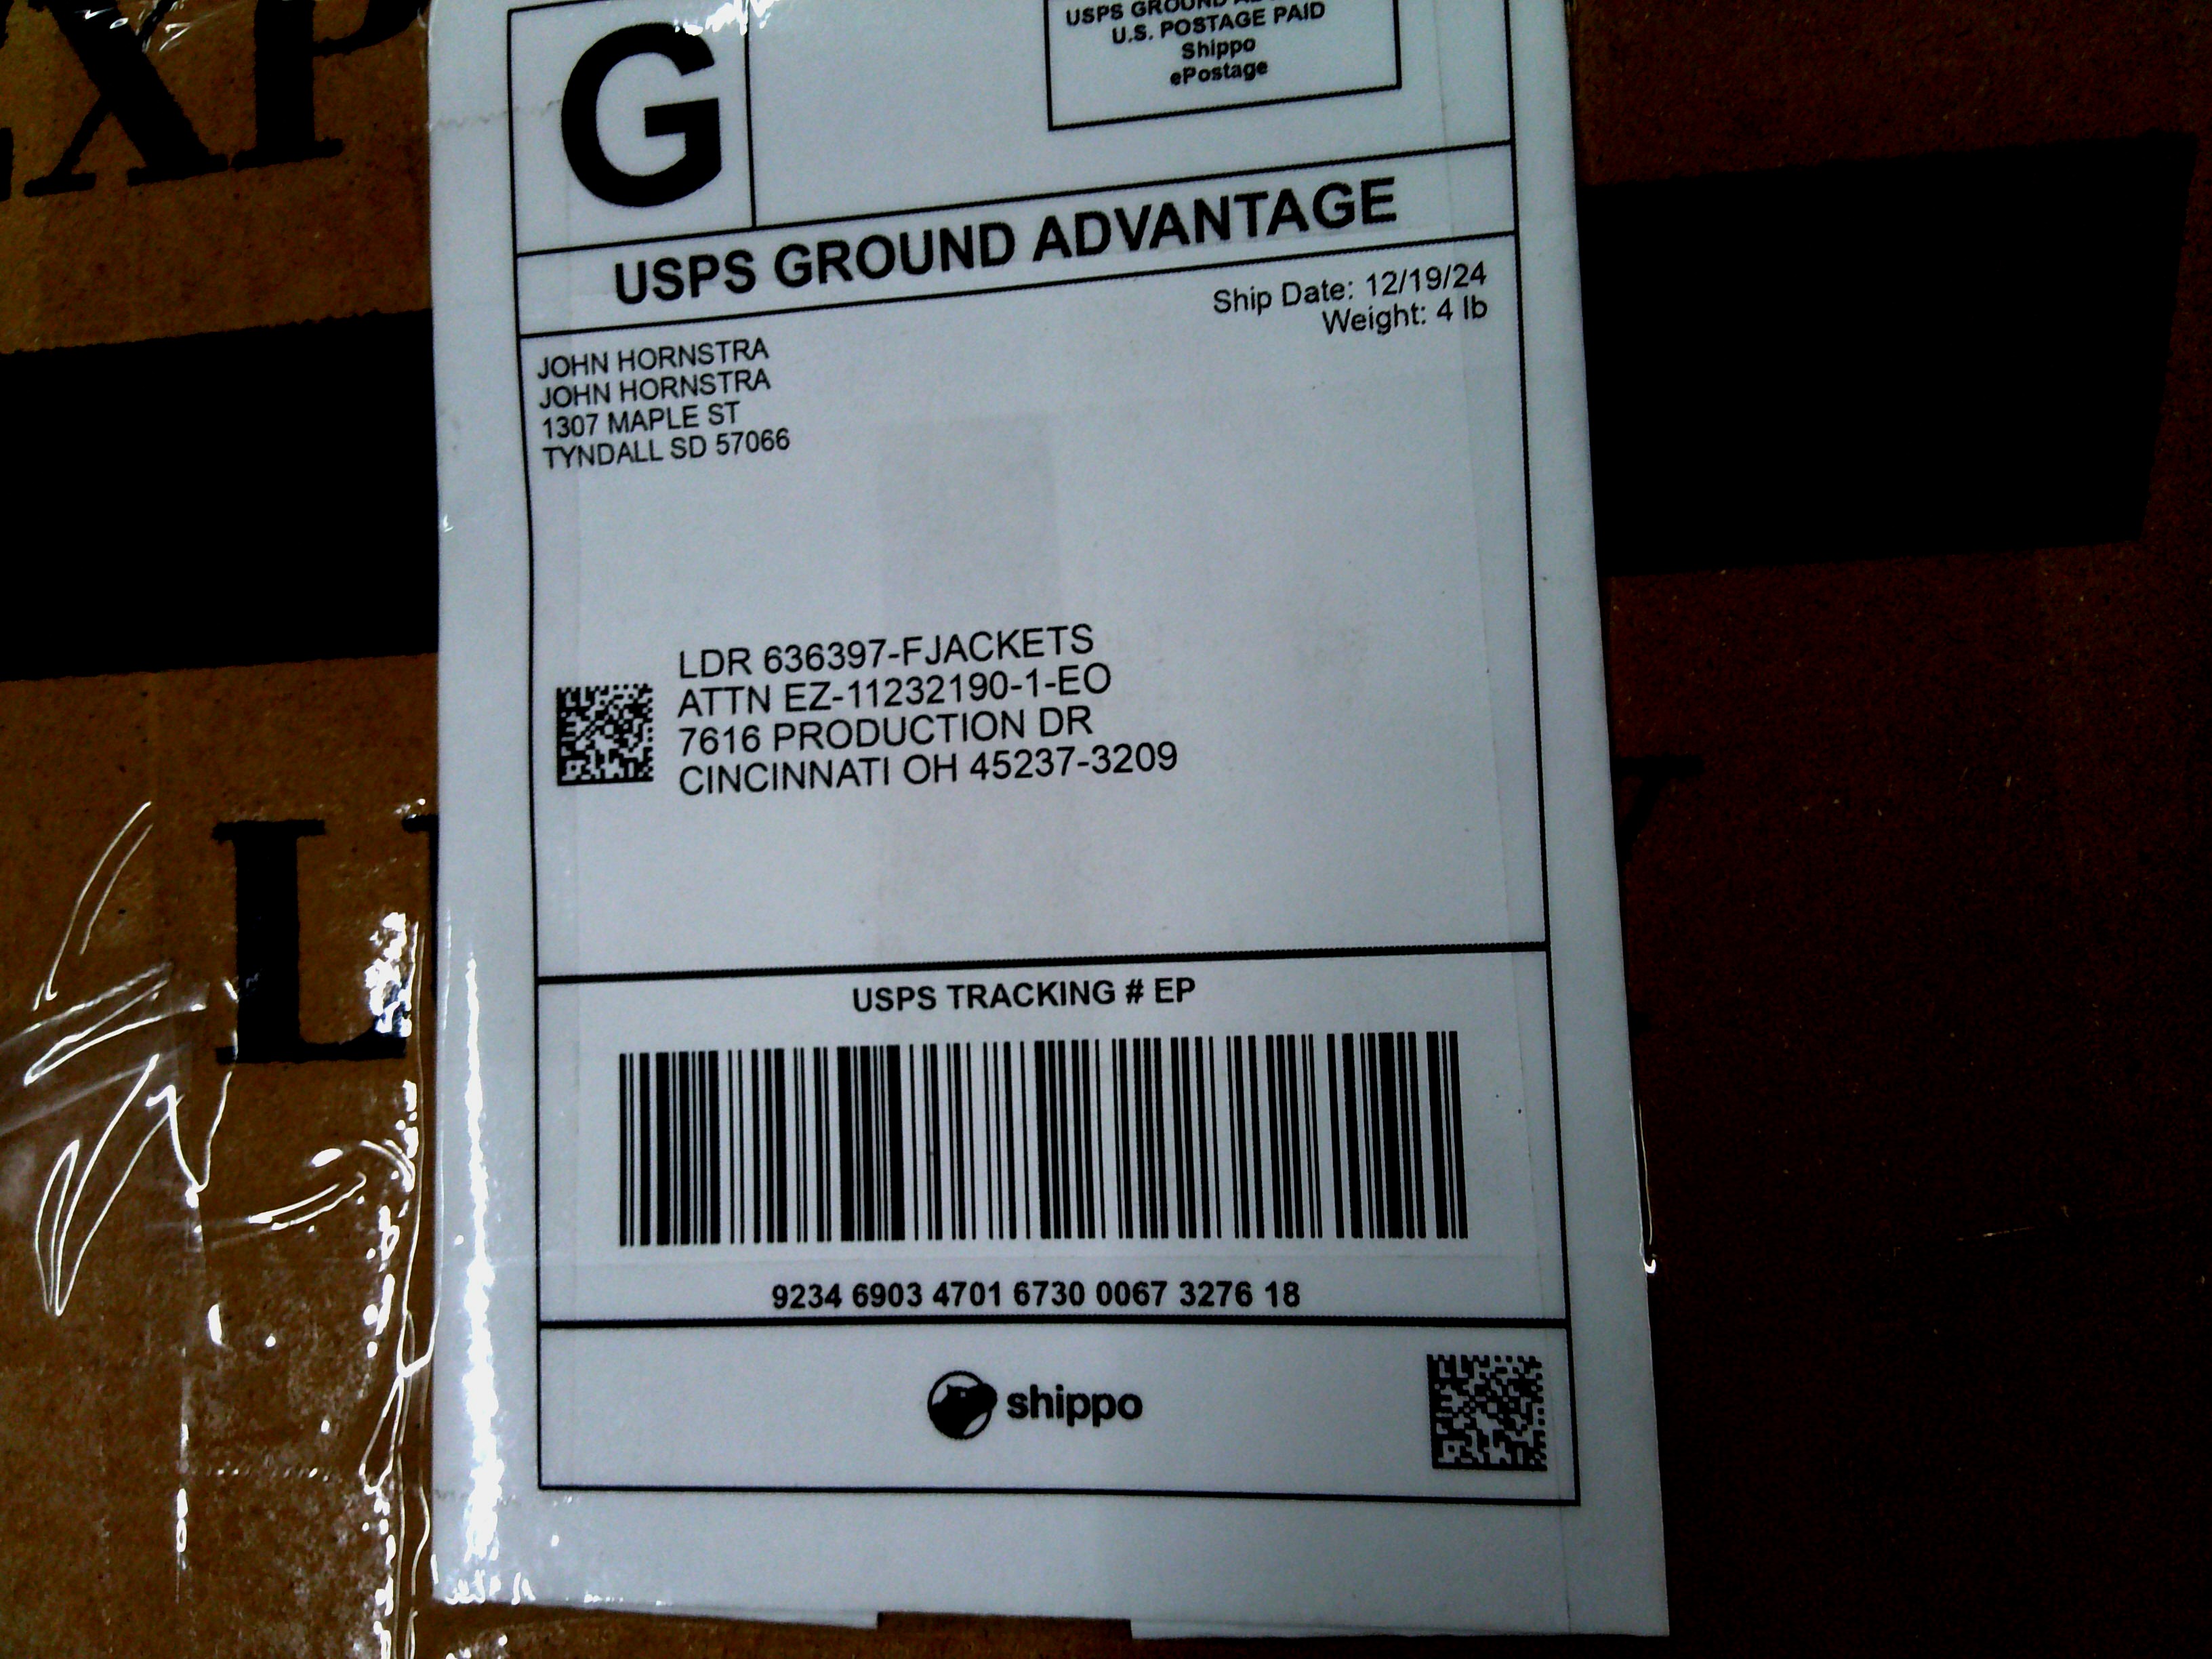 XP
G
USPS GROUND
U.S. POSTAGE PAID
Shippo
ePostage
USPS GROUND ADVANTAGE
Ship Date: 12/19/24
Weight: 4 lb
JOHN HORNSTRA
JOHN HORNSTRA
1307 MAPLE ST
TYNDALL SD 57066
LDR 636397-FJACKETS
ATTN EZ-11232190-1-EO
7616 PRODUCTION DR
CINCINNATI OH 45237-3209
L
USPS TRACKING # EP
9234 6903 4701 6730 0067 3276 18
shippo